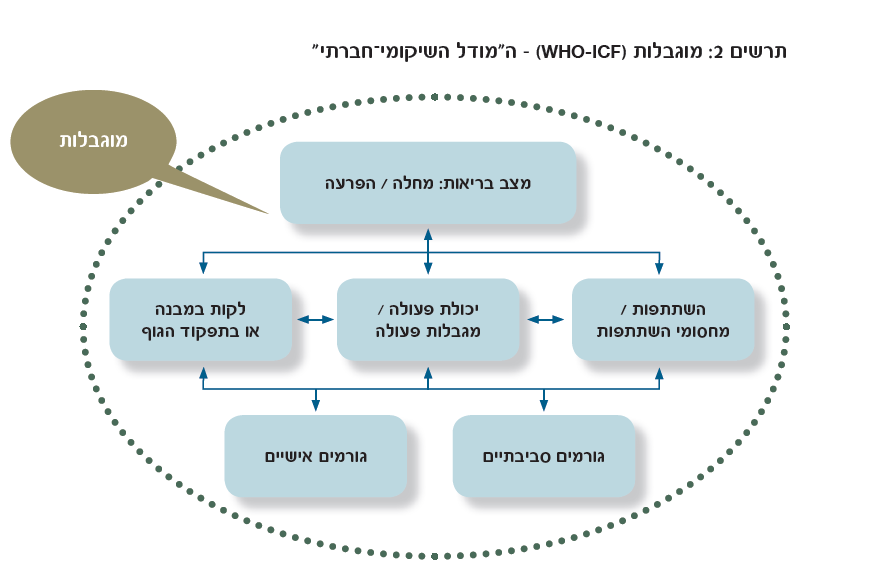 תרשים 2: מוגבלות (WHO-ICF) - ה"מודל השיקומי־חברתי"
מוגבלות
מצב בריאות: מחלה / הפרעה
השתתפות /
מחסומי השתתפות
יכולת פעולה /
מגבלות פעולה
לקות במבנה
או בתפקוד הגוף
גורמים סביבתיים
גורמים אישיים